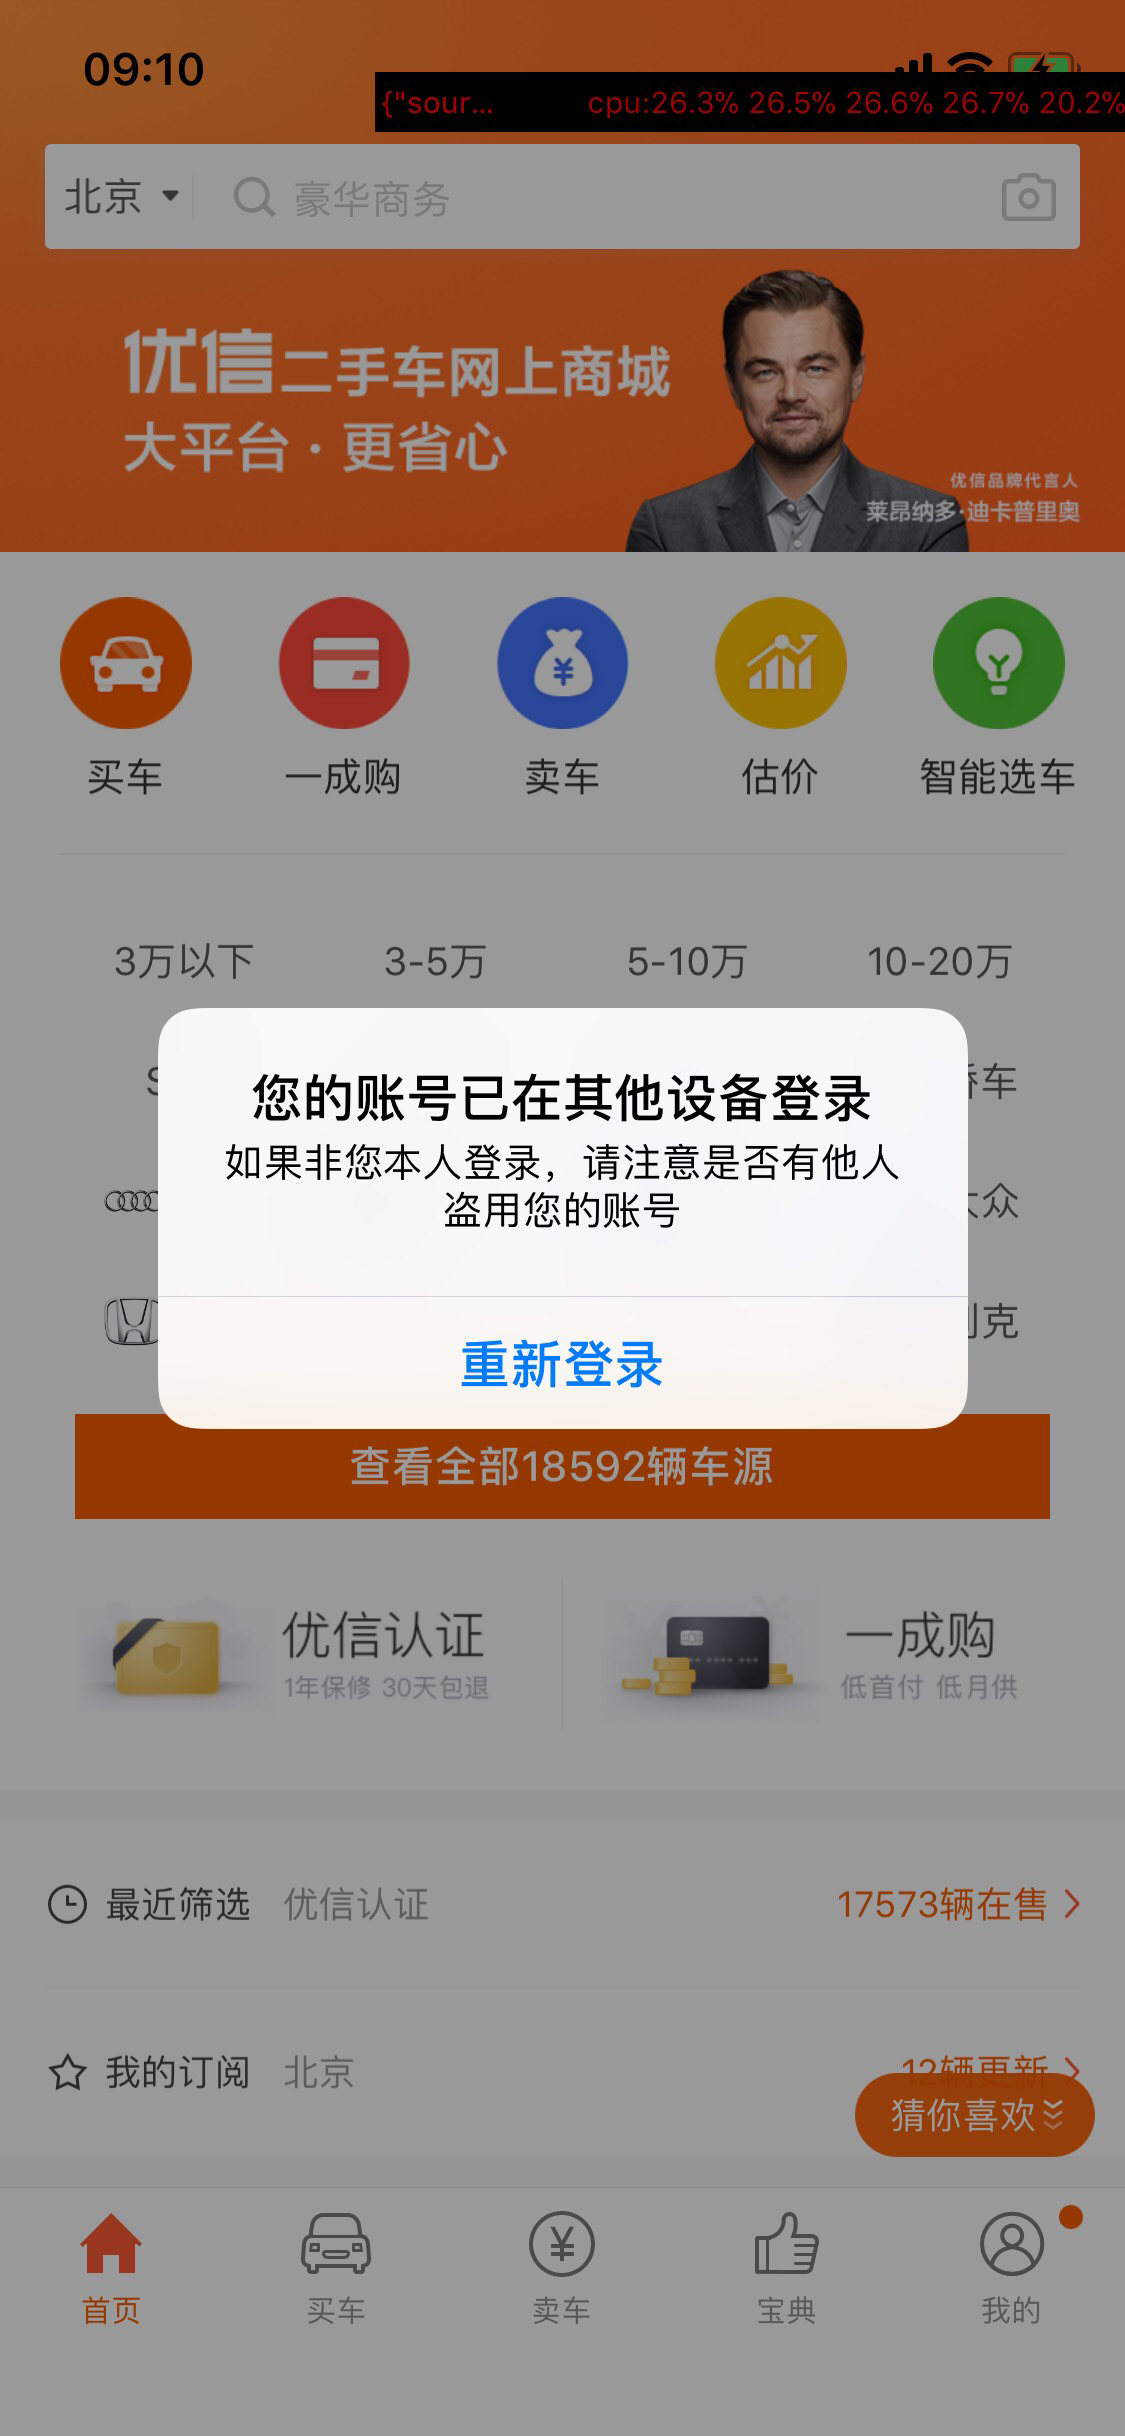 09:10
{"sour... cpu:26.3% 26.5% 26.6% 26.7% 20.2%
北京 豪华商务
优信二手车网上商城
大平台·更省心
优信品牌代言人
莱昂纳多·迪卡普里奥
买车 一成购 卖车 估价 智能选车
3万以下 3-5万 5-10万 10-20万
车
您的账号已在其他设备登录
如果非您本人登录，请注意是否有他人
盗用您的账号
众
克
重新登录
查看全部18592辆车源
优信认证 一成购
1年保修 30天包退 低首付 低月供
最近筛选 优信认证 17573辆在售
我的订阅 北京 12辆更新
猜你喜欢
首页 买车 卖车 宝典 我的